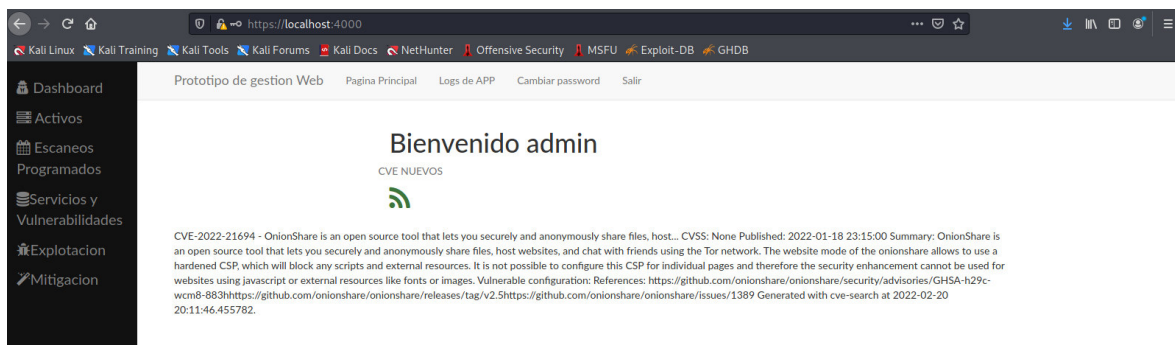 https://localhost:4000
Kali Linux Kali Training Kali Tools Kali Forums Kali Docs NetHunter Offensive Security MSFU Exploit-DB GHDB
Dashboard
Activos
Escaneos
Programados
Servicios y
Vulnerabilidades
Explotacion
Mitigacion
Prototipo de gestion Web Pagina Principal Logs de APP Cambiar password Salir
Bienvenido admin
CVE NUEVOS
CVE-2022-21694 - OnionShare is an open source tool that lets you securely and anonymously share files, host... CVSS: None Published: 2022-01-18 23:15:00 Summary: OnionShare is
an open source tool that lets you securely and anonymously share files, host websites, and chat with friends using the Tor network. The website mode of the onionshare allows to use a
hardened CSP, which will block any scripts and external resources. It is not possible to configure this CSP for individual pages and therefore the security enhancement cannot be used for
websites using javascript or external resources like fonts or images. Vulnerable configuration: References: https://github.com/onionshare/onionshare/security/advisories/GHSA-h29c-
wcm8-883hhttps://github.com/onionshare/onionshare/releases/tag/v2.5https://github.com/onionshare/onionshare/issues/1389 Generated with cve-search at 2022-02-20
20:11:46.455782.